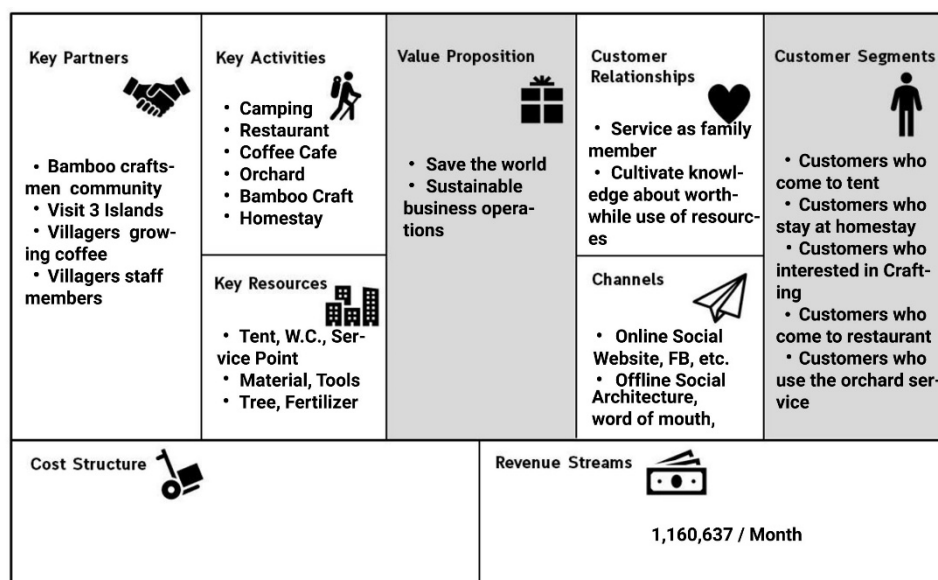 Key Partners
• Bamboo crafts-
men community
• Visit 3 Islands
• Villagers grow-
ing coffee
• Villagers staff
members
Key Activities
• Camping
• Restaurant
• Coffee Cafe
• Orchard
• Bamboo Craft
• Homestay
Key Resources
• Tent, W.C., Ser-
vice Point
• Material, Tools
• Tree, Fertilizer
Value Proposition
• Save the world
• Sustainable
business opera-
tions
Customer
Relationships
• Service as family
member
• Cultivate knowl-
edge about worth-
while use of resourc-
es
Channels
• Online Social
Website, FB, etc.
• Offline Social
Architecture,
word of mouth,
Customer Segments
• Customers who
come to tent
• Customers who
stay at homestay
• Customers who
interested in Craft-
ing
• Customers who
come to restaurant
• Customers who
use the orchard ser-
vice
Cost Structure
Revenue Streams
1,160,637 / Month